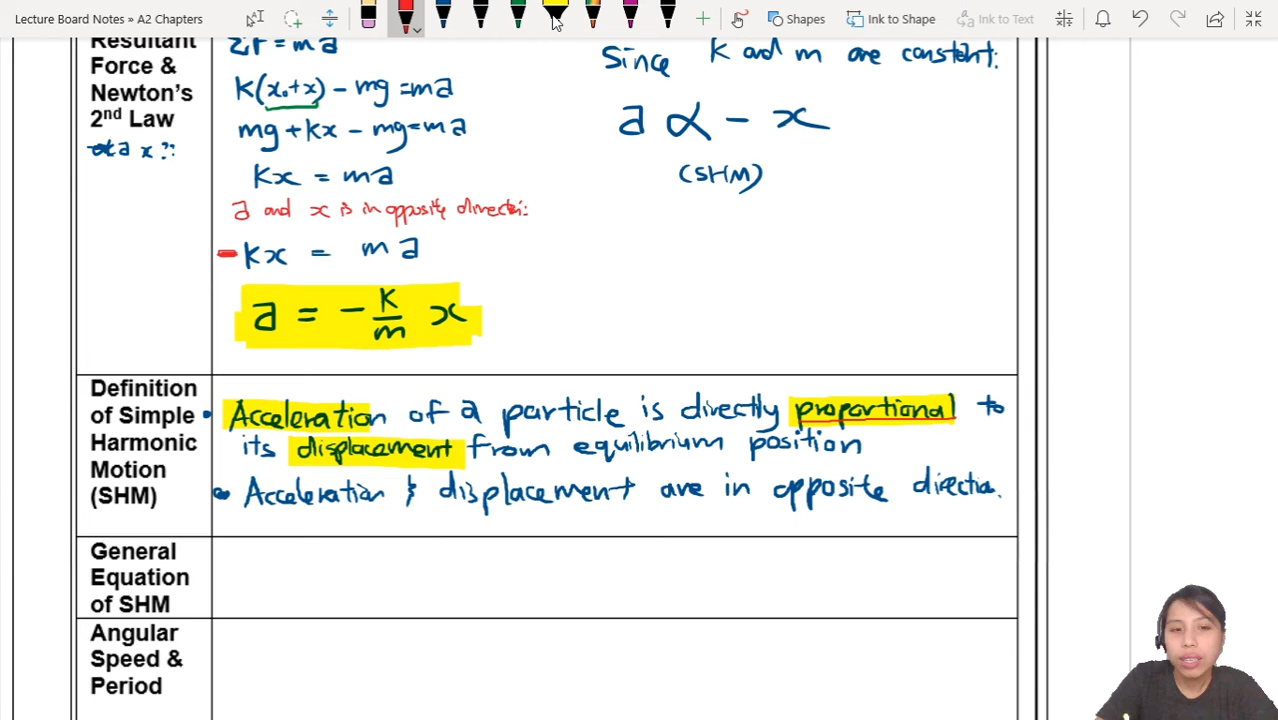 Lecture Board Notes » A2 Chapters
Shapes
Ink to Shape
Ink to Text
Resultant
Force &
Newton's
2nd Law
a x ?:
ΣF = ma
k(x₀+x) - mg = ma
mg + kx - mg = ma
kx = ma
a and x is in opposite direct:
-kx = ma
a = - k/m x
Since k and m are constant:
a α - x
(SHM)
Definition
of Simple
Harmonic
Motion
(SHM)
• Acceleration of a particle is directly proportional to
its displacement from equilibrium position
• Acceleration & displacement are in opposite directio.
General
Equation
of SHM
Angular
Speed &
Period